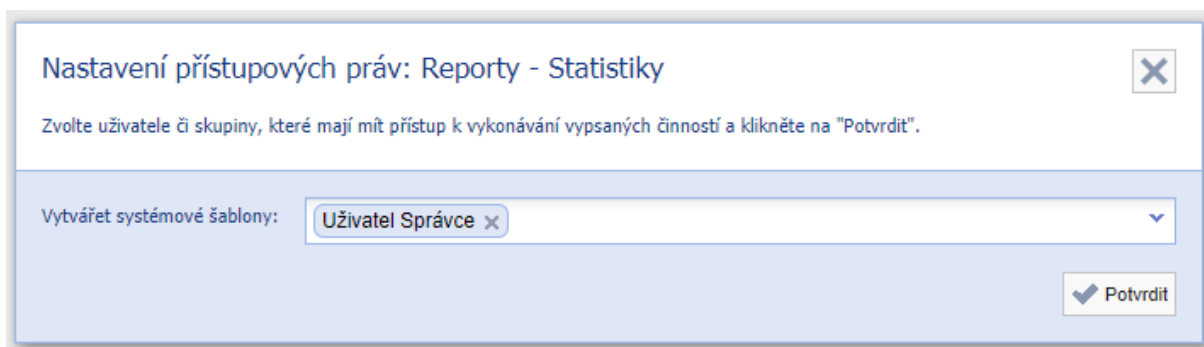 Nastavení přístupových práv: Reporty - Statistiky
Zvolte uživatele či skupiny, které mají mít přístup k vykonávání vypsaných činností a klikněte na "Potvrdit".
Vytvářet systémové šablony: Uživatel Správce
Potvrdit